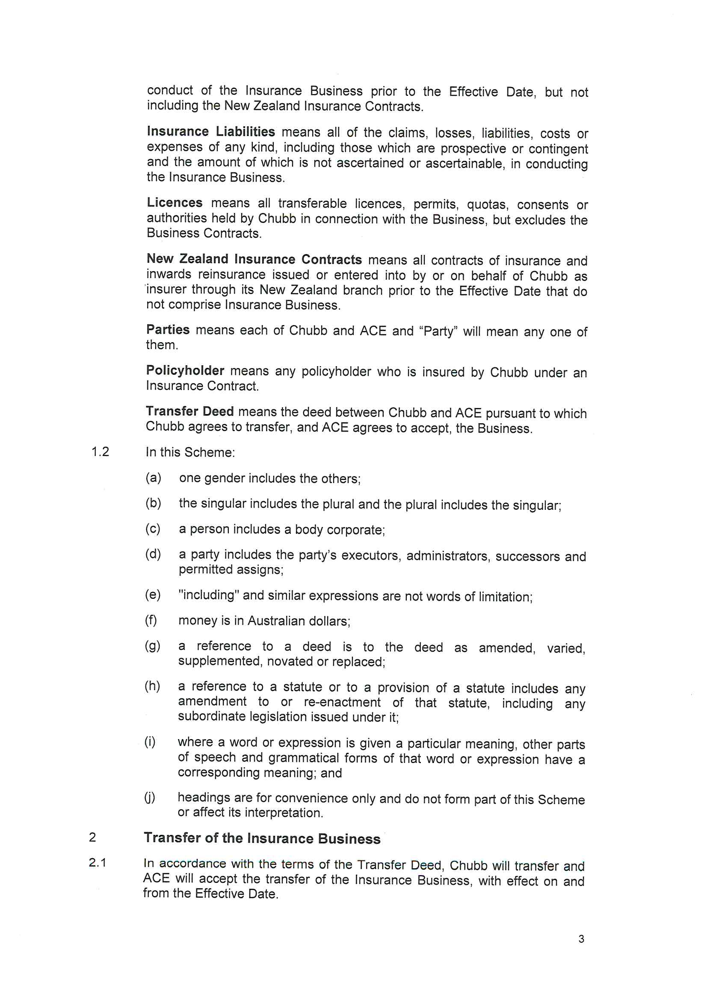 conduct of the Insurance Business prior to the Effective Date, but not
including the New Zealand Insurance Contracts.
Insurance Liabilities means all of the claims, losses, liabilities, costs or
expenses of any kind, including those which are prospective or contingent
and the amount of which is not ascertained or ascertainable, in conducting
the Insurance Business.
Licences means all transferable licences, permits, quotas, consents or
authorities held by Chubb in connection with the Business, but excludes the
Business Contracts.
New Zealand Insurance Contracts means all contracts of insurance and
inwards reinsurance issued or entered into by or on behalf of Chubb as
insurer through its New Zealand branch prior to the Effective Date that do
not comprise Insurance Business.
Parties means each of Chubb and ACE and “Party” will mean any one of
them.
Policyholder means any policyholder who is insured by Chubb under an
Insurance Contract.
Transfer Deed means the deed between Chubb and ACE pursuant to which
Chubb agrees to transfer, and ACE agrees to accept, the Business.
1.2 In this Scheme:
(a) one gender includes the others;
(b) the singular includes the plural and the plural includes the singular;
(c) a person includes a body corporate;
(d) a party includes the party’s executors, administrators, successors and
permitted assigns;
(e) "including" and similar expressions are not words of limitation;
(f) money is in Australian dollars;
(g) a reference to a deed is to the deed as amended, varied,
supplemented, novated or replaced;
(h) a reference to a statute or to a provision of a statute includes any
amendment to or re-enactment of that statute, including any
subordinate legislation issued under it;
(i) where a word or expression is given a particular meaning, other parts
of speech and grammatical forms of that word or expression have a
corresponding meaning; and
(j) headings are for convenience only and do not form part of this Scheme
or affect its interpretation.
2 Transfer of the Insurance Business
2.1 In accordance with the terms of the Transfer Deed, Chubb will transfer and
ACE will accept the transfer of the Insurance Business, with effect on and
from the Effective Date.
3